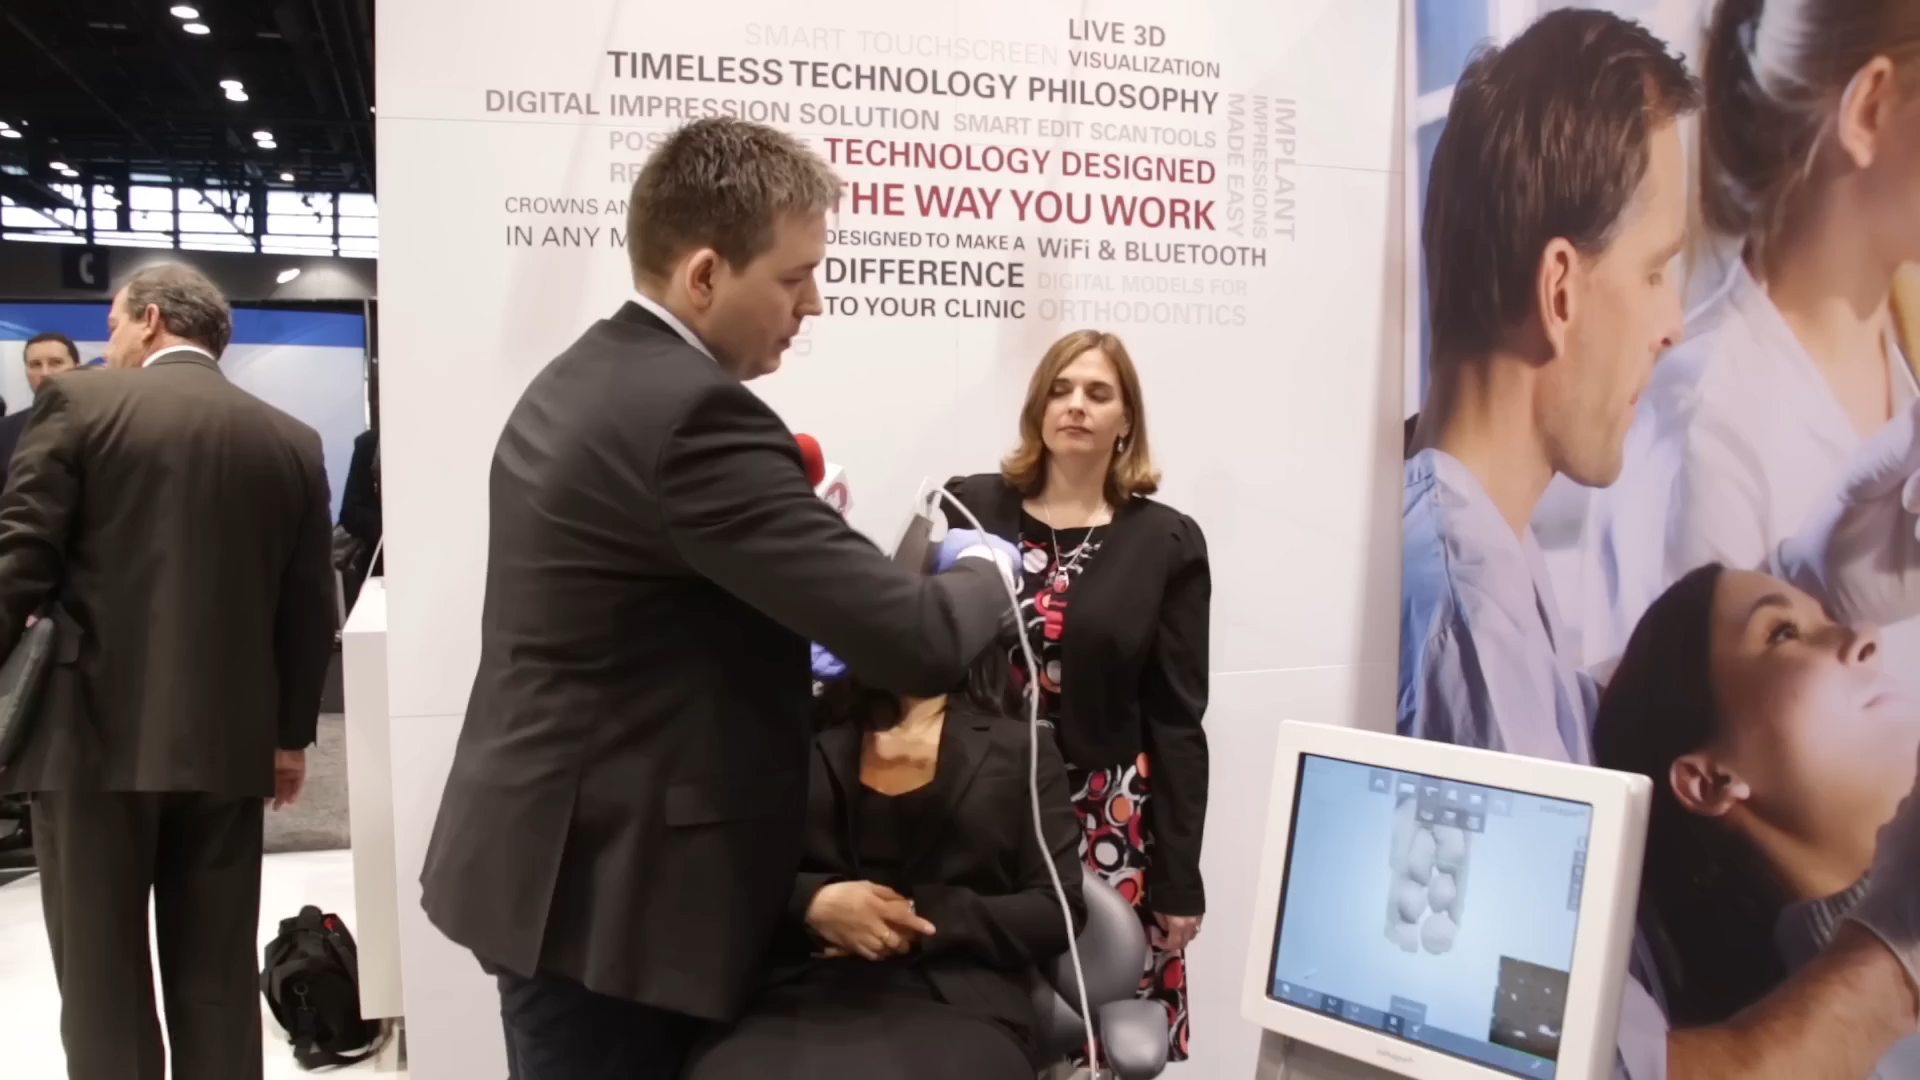 SMART TOUCHSCREEN
LIVE 3D
VISUALIZATION
TIMELESS TECHNOLOGY PHILOSOPHY
DIGITAL IMPRESSION SOLUTION
SMART EDIT SCAN TOOLS
TECHNOLOGY DESIGNED
THE WAY YOU WORK
CROWNS
IN ANY
DESIGNED TO MAKE A
DIFFERENCE
TO YOUR CLINIC
WiFi & BLUETOOTH
DIGITAL MODELS FOR
ORTHODONTICS
IMPLANT
IMPRESSIONS
MADE EASY
C